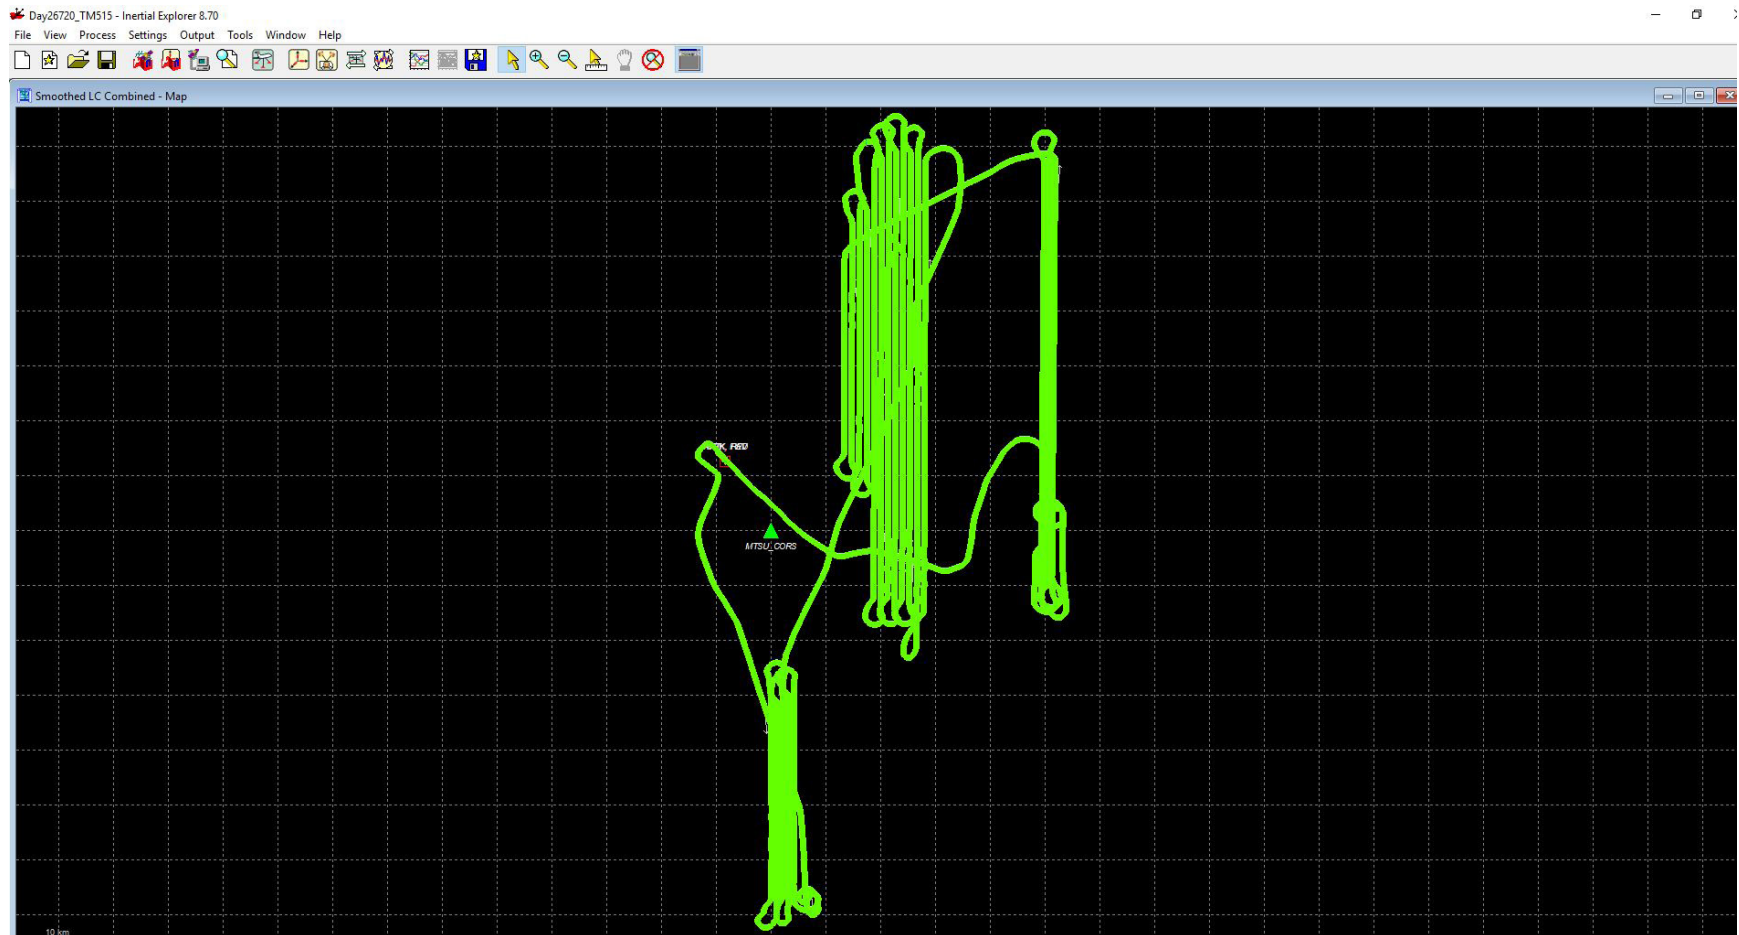 Day26720_TM515 - Inertial Explorer 8.70
File View Process Settings Output Tools Window Help
Smoothed LC Combined - Map
MTSU_CORS
10 km